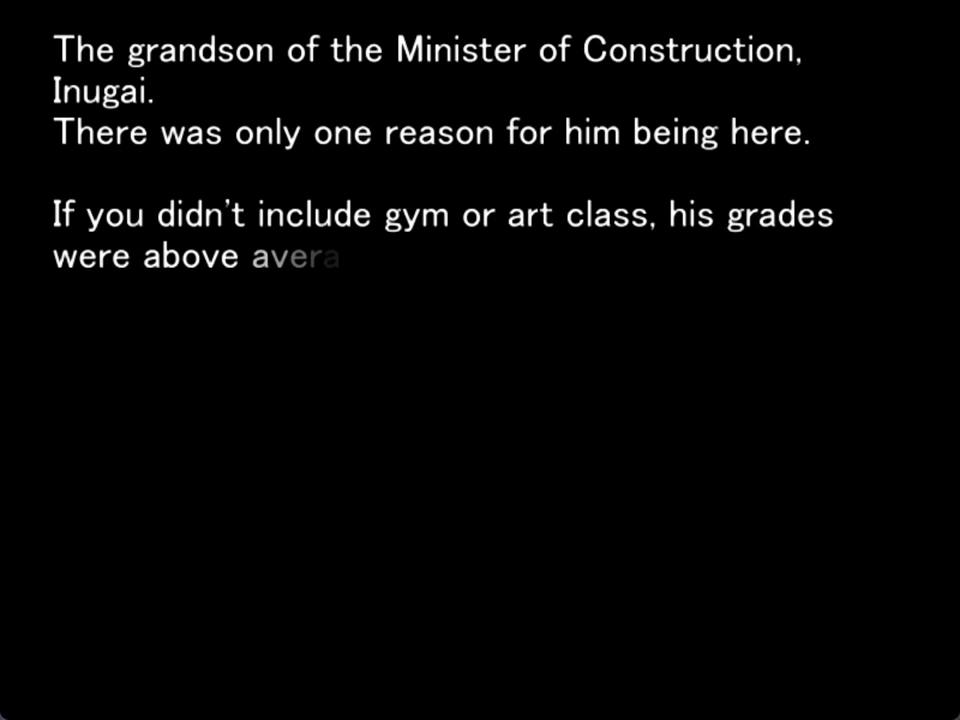 The grandson of the Minister of Construction,
Inugai.
There was only one reason for him being here.
If you didn't include gym or art class, his grades
were above avera